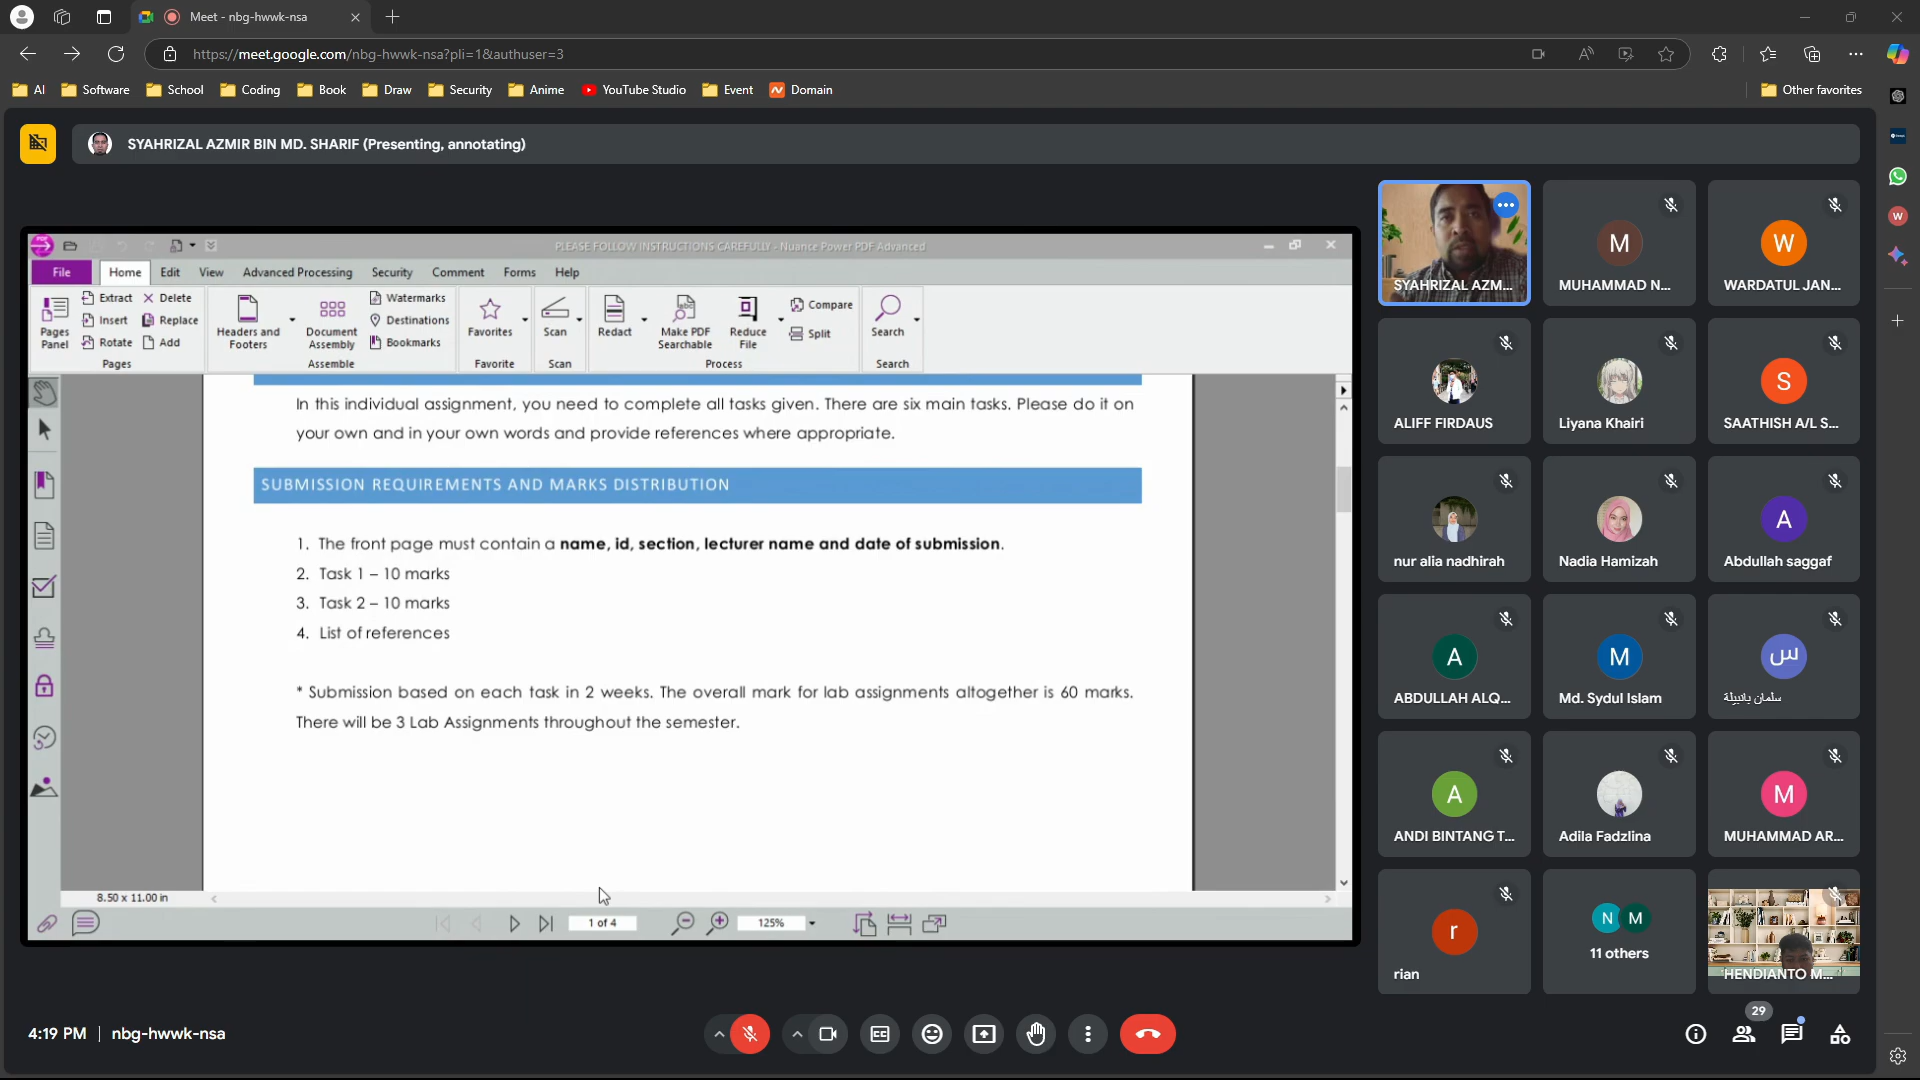 Meet - nbg-hwwk-nsa
https://meet.google.com/nbg-hwwk-nsa?pli=1&authuser=3
AI Software School Coding Book Draw Security Anime YouTube Studio Event Domain Other favorites
SYAHRIZAL AZMIR BIN MD. SHARIF (Presenting, annotating)
PLEASE FOLLOW INSTRUCTIONS CAREFULLY - Nuance Power PDF Advanced
File Home Edit View Advanced Processing Security Comment Forms Help
Pages Panel
Extract Delete
Insert Replace
Rotate Add
Pages
Headers and Footers
Document Assembly
Watermarks
Destinations
Bookmarks
Assemble
Favorites
Favorite
Scan
Scan
Redact
Make PDF Searchable
Reduce File
Compare
Split
Process
Search
Search
In this individual assignment, you need to complete all tasks given. There are six main tasks. Please do it on
your own and in your own words and provide references where appropriate.
SUBMISSION REQUIREMENTS AND MARKS DISTRIBUTION
1. The front page must contain a name, id, section, lecturer name and date of submission.
2. Task 1 – 10 marks
3. Task 2 – 10 marks
4. List of references
* Submission based on each task in 2 weeks. The overall mark for lab assignments altogether is 60 marks.
There will be 3 Lab Assignments throughout the semester.
8.50 x 11.00 in
1 of 4
125%
SYAHRIZAL AZM...
M
MUHAMMAD N...
W
WARDATUL JAN...
ALIFF FIRDAUS
Liyana Khairi
S
SAATHISH A/L S...
nur alia nadhirah
Nadia Hamizah
A
Abdullah saggaf
A
ABDULLAH ALQ...
M
Md. Sydul Islam
س
سلمان بانبيلة
A
ANDI BINTANG T...
Adila Fadzlina
M
MUHAMMAD AR...
r
rian
N M
11 others
HENDIANTO M...
4:19 PM | nbg-hwwk-nsa
29